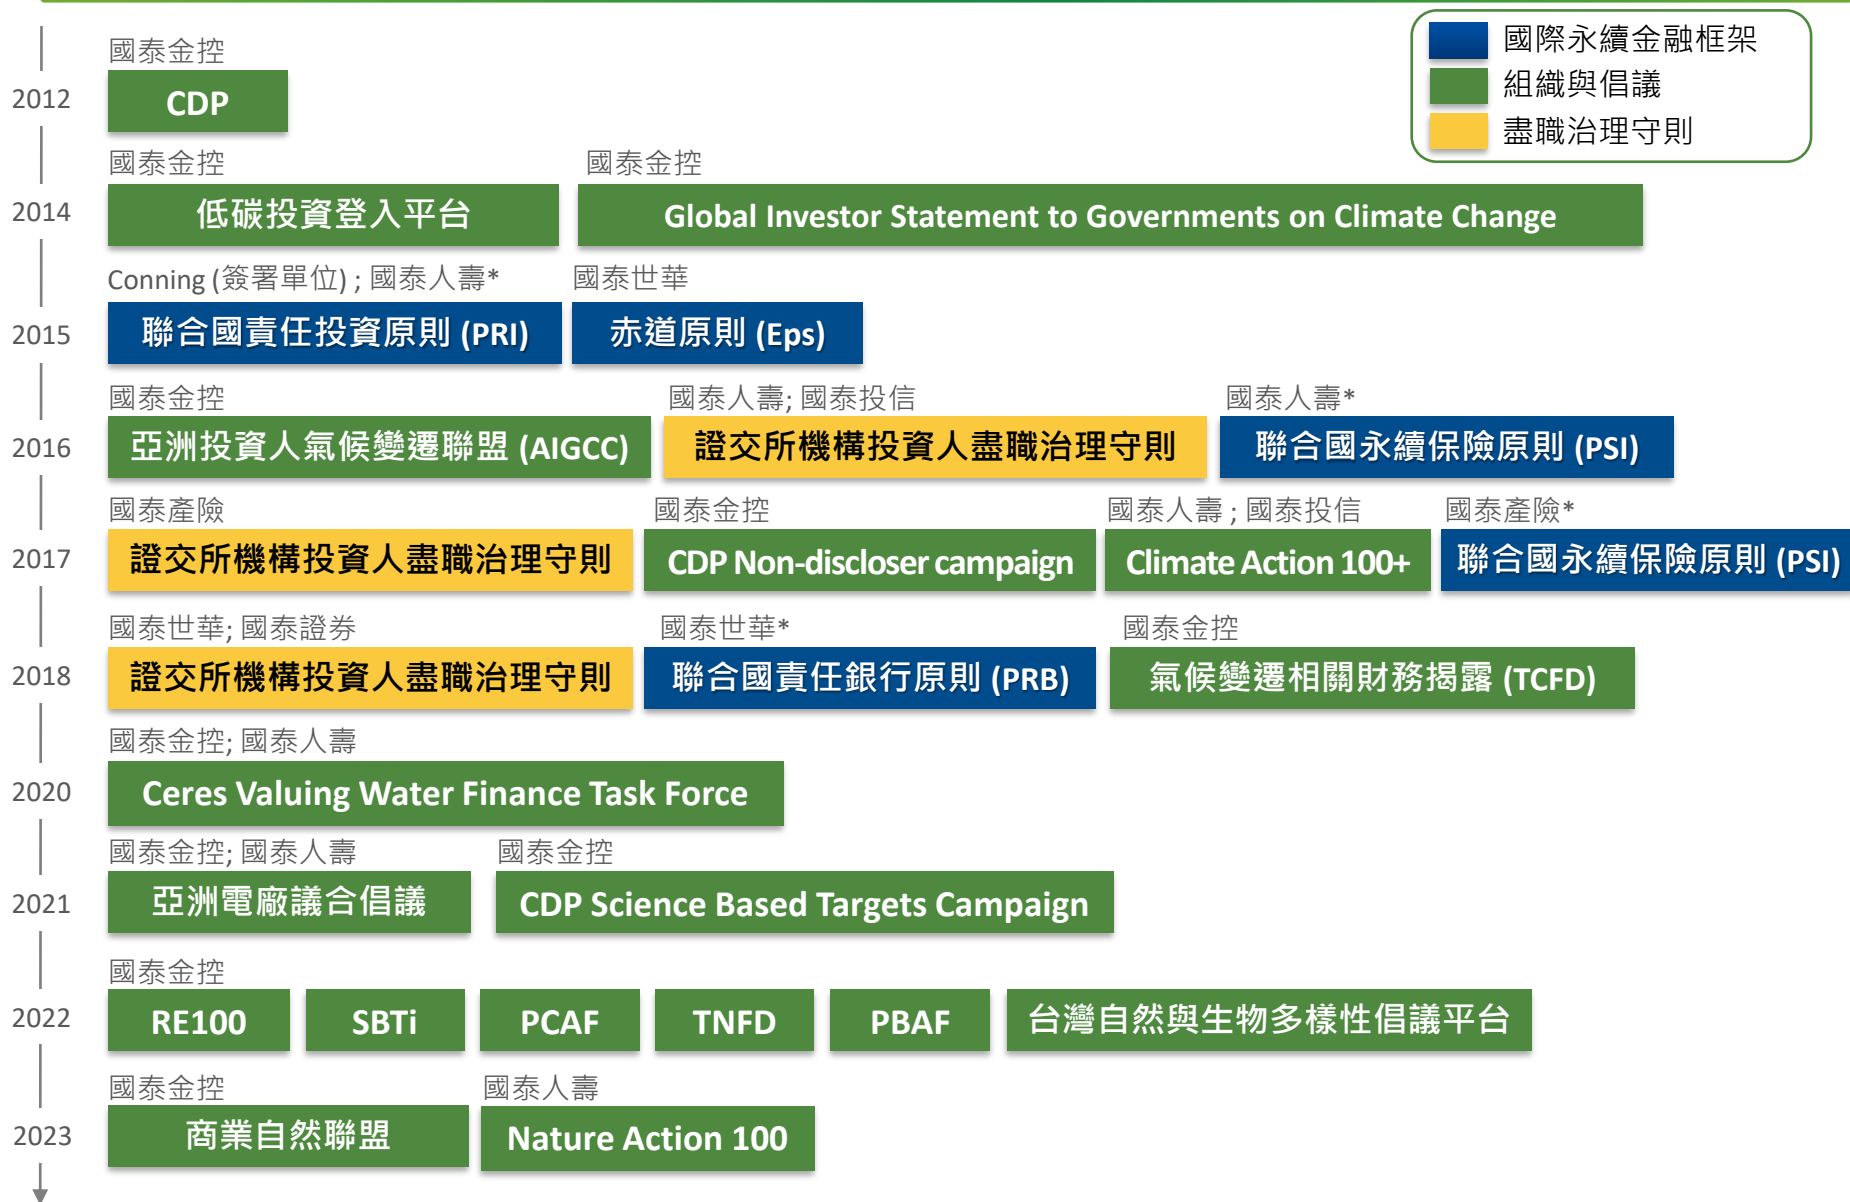 國際永續金融框架
組織與倡議
盡職治理守則
國泰金控
2012 CDP
國泰金控 國泰金控
2014 低碳投資登入平台 Global Investor Statement to Governments on Climate Change
Conning (簽署單位) ; 國泰人壽* 國泰世華
2015 聯合國責任投資原則 (PRI) 赤道原則 (Eps)
國泰金控 國泰人壽; 國泰投信 國泰人壽*
2016 亞洲投資人氣候變遷聯盟 (AIGCC) 證交所機構投資人盡職治理守則 聯合國永續保險原則 (PSI)
國泰產險 國泰金控 國泰人壽 ; 國泰投信 國泰產險*
2017 證交所機構投資人盡職治理守則 CDP Non-discloser campaign Climate Action 100+ 聯合國永續保險原則 (PSI)
國泰世華; 國泰證券 國泰世華* 國泰金控
2018 證交所機構投資人盡職治理守則 聯合國責任銀行原則 (PRB) 氣候變遷相關財務揭露 (TCFD)
國泰金控; 國泰人壽
2020 Ceres Valuing Water Finance Task Force
國泰金控; 國泰人壽 國泰金控
2021 亞洲電廠議合倡議 CDP Science Based Targets Campaign
國泰金控
2022 RE100 SBTi PCAF TNFD PBAF 台灣自然與生物多樣性倡議平台
國泰金控 國泰人壽
2023 商業自然聯盟 Nature Action 100